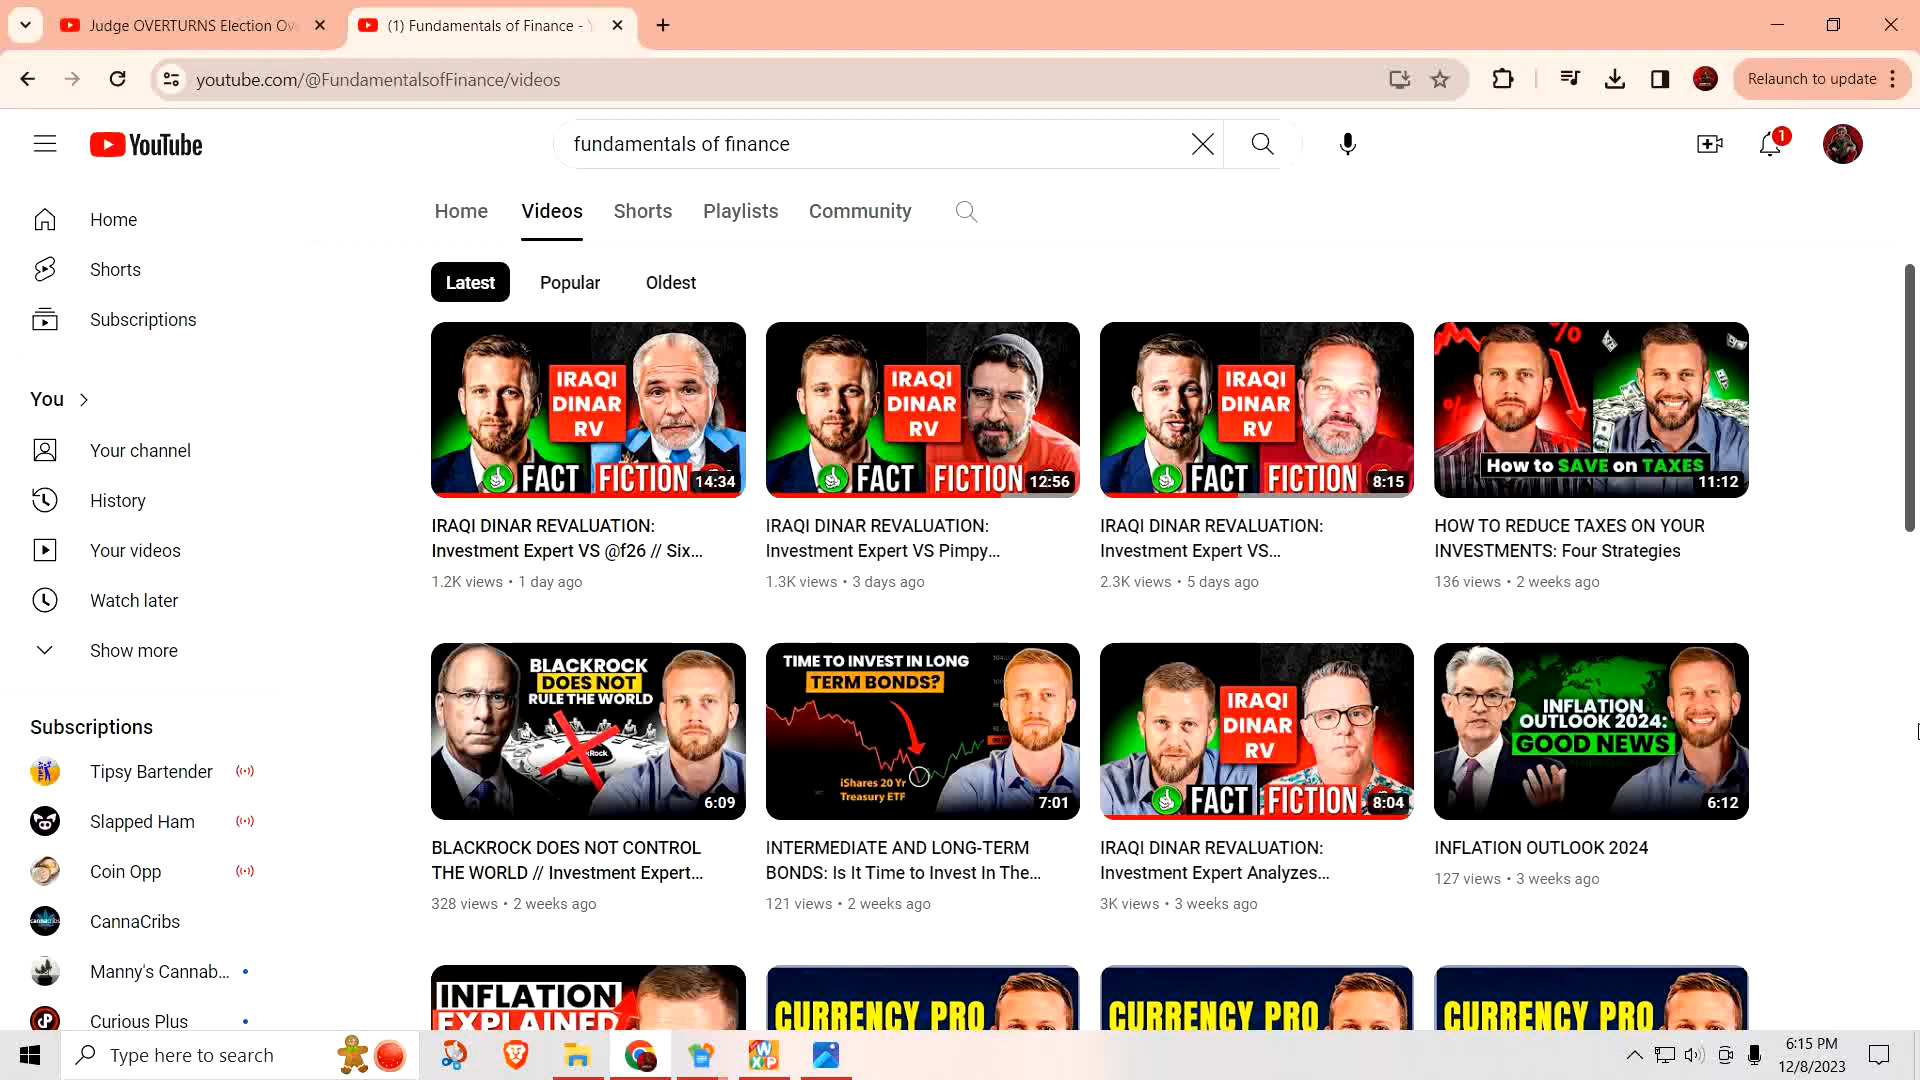 Judge OVERTURNS Election Ov
(1) Fundamentals of Finance -
youtube.com/@FundamentalsofFinance/videos
Relaunch to update
YouTube
fundamentals of finance
1
Home
Shorts
Subscriptions
You
Your channel
History
Your videos
Watch later
Show more
Subscriptions
Tipsy Bartender
Slapped Ham
Coin Opp
CannaCribs
Manny's Cannab...
Curious Plus
Home Videos Shorts Playlists Community
Latest Popular Oldest
IRAQI
DINAR
RV
FACT FICTION
14:34
IRAQI DINAR REVALUATION:
Investment Expert VS @f26 // Six...
1.2K views • 1 day ago
IRAQI
DINAR
RV
FACT FICTION
12:56
IRAQI DINAR REVALUATION:
Investment Expert VS Pimpy...
1.3K views • 3 days ago
IRAQI
DINAR
RV
FACT FICTION
8:15
IRAQI DINAR REVALUATION:
Investment Expert VS...
2.3K views • 5 days ago
How to SAVE on TAXES
11:12
HOW TO REDUCE TAXES ON YOUR
INVESTMENTS: Four Strategies
136 views • 2 weeks ago
BLACKROCK
DOES NOT
RULE THE WORLD
6:09
BLACKROCK DOES NOT CONTROL
THE WORLD // Investment Expert...
328 views • 2 weeks ago
TIME TO INVEST IN LONG
TERM BONDS?
iShares 20 Yr
Treasury ETF
7:01
INTERMEDIATE AND LONG-TERM
BONDS: Is It Time to Invest In The...
121 views • 2 weeks ago
IRAQI
DINAR
RV
FACT FICTION
8:04
IRAQI DINAR REVALUATION:
Investment Expert Analyzes...
3K views • 3 weeks ago
INFLATION
OUTLOOK 2024:
GOOD NEWS
6:12
INFLATION OUTLOOK 2024
127 views • 3 weeks ago
INFLATION
EXPLAINED
CURRENCY PRO
CURRENCY PRO
CURRENCY PRO
Type here to search
6:15 PM
12/8/2023